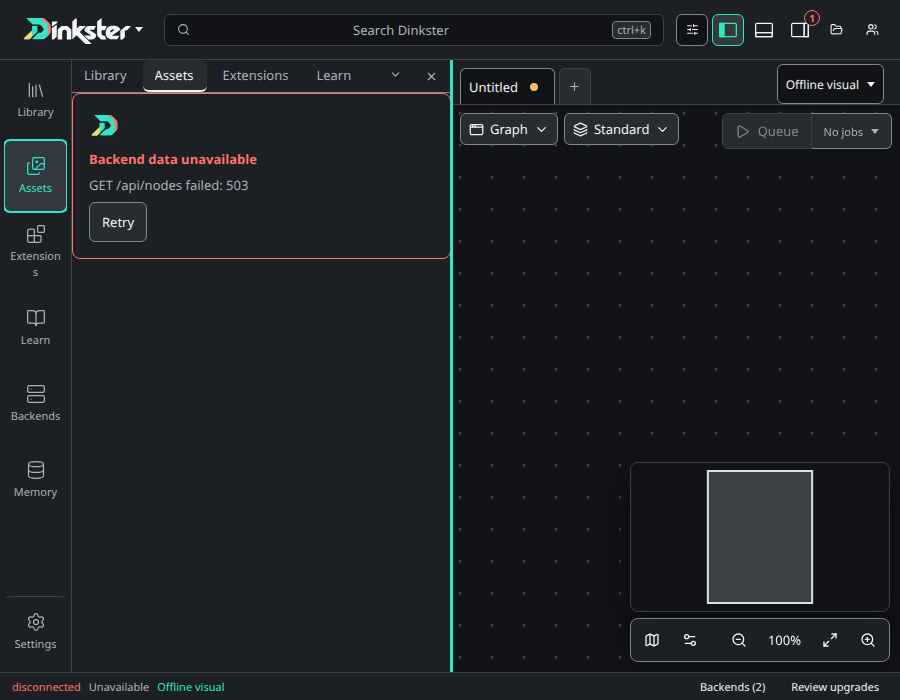 Dinkster
Search Dinkster
ctrl+k
1
Library
Assets
Extensions
Learn
Untitled
Offline visual
Library
Assets
Extension
s
Learn
Backends
Memory
Settings
Backend data unavailable
GET /api/nodes failed: 503
Retry
Graph
Standard
Queue
No jobs
100%
disconnected
Unavailable
Offline visual
Backends (2)
Review upgrades